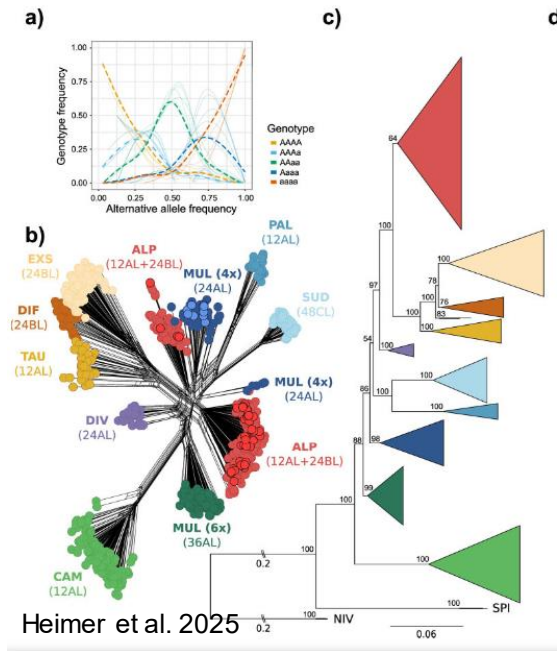 a)
1.00
0.75
0.50
0.25
0.00
Genotype frequency
0.00 0.25 0.50 0.75 1.00
Alternative allele frequency
Genotype
AAAA
AAAa
AAaa
Aaaa
aaaa
b)
EXS
(24BL)
ALP
(12AL+24BL)
MUL (4x)
(24AL)
PAL
(12AL)
DIF
(24BL)
SUD
(48CL)
TAU
(12AL)
MUL (4x)
(24AL)
DIV
(24AL)
ALP
(12AL+24BL)
MUL (6x)
(36AL)
CAM
(12AL)
Heimer et al. 2025
c)
64
100
100
78
97
100
76
83
100
54
100
85
100
100
100
98
88
99
100
100
100
0.2
100
SPI
0.2
NIV
0.06
d